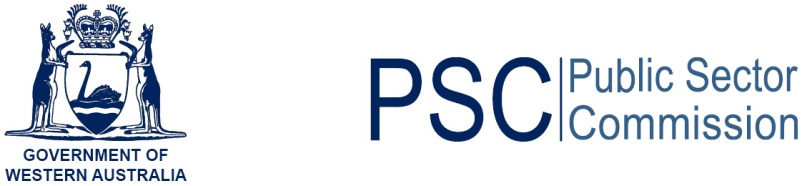 GOVERNMENT OF
WESTERN AUSTRALIA
PSC
Public Sector
Commission